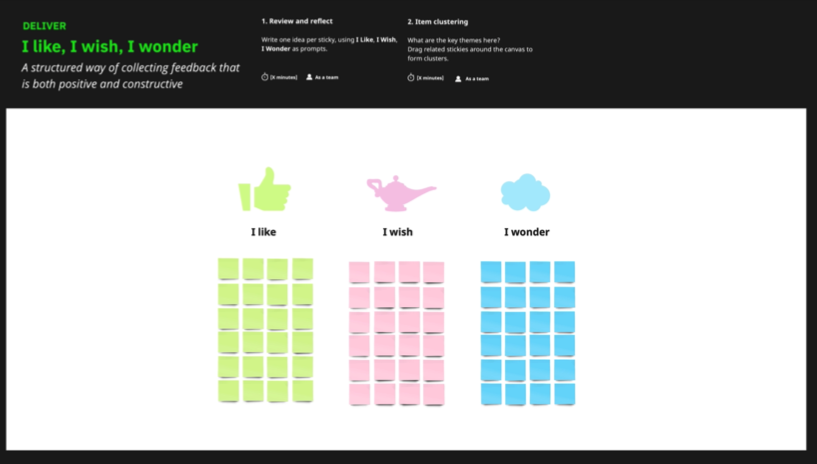 DELIVER
I like, I wish, I wonder
A structured way of collecting feedback that
is both positive and constructive
1. Review and reflect
Write one idea per sticky, using I Like, I Wish,
I Wonder as prompts.
[X minutes] As a team
2. Item clustering
What are the key themes here?
Drag related stickies around the canvas to
form clusters.
[X minutes] As a team
I like
I wish
I wonder